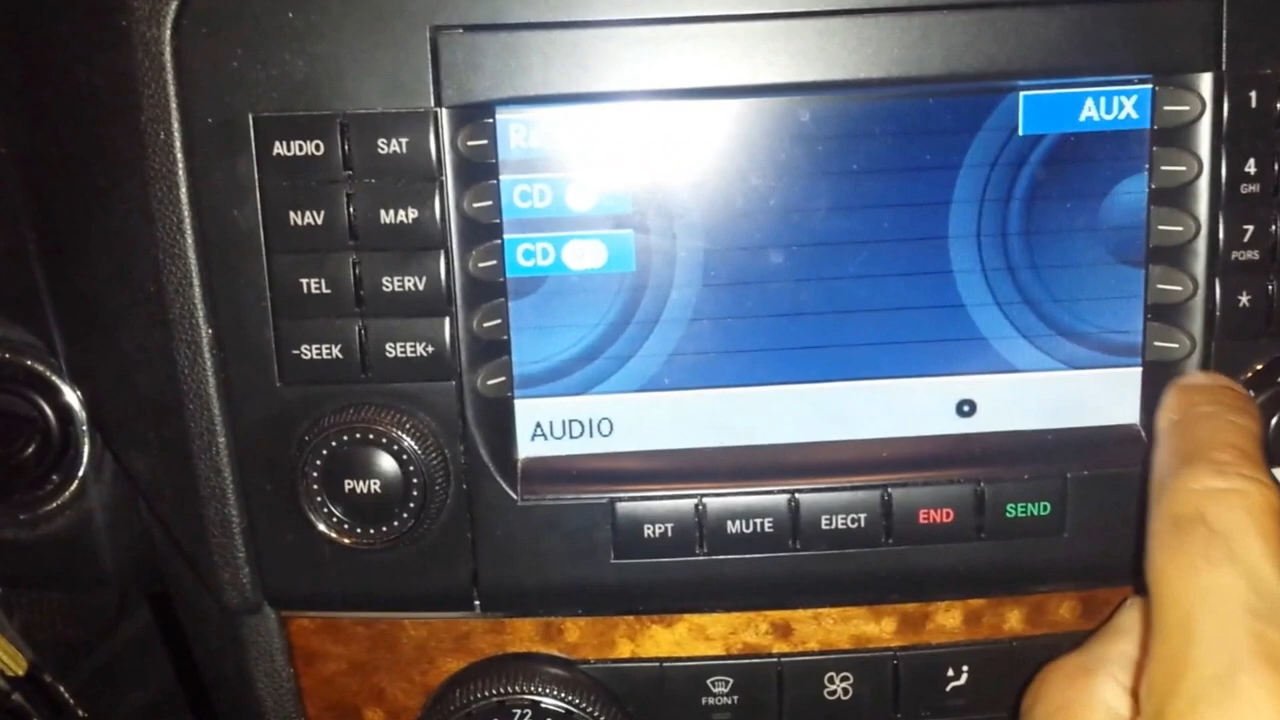 AUDIO SAT
NAV MAP
TEL SERV
-SEEK SEEK+
PWR
AUX
CD
CD
AUDIO
RPT MUTE EJECT END SEND
1
4
GHI
7
PQRS
*
FRONT
72